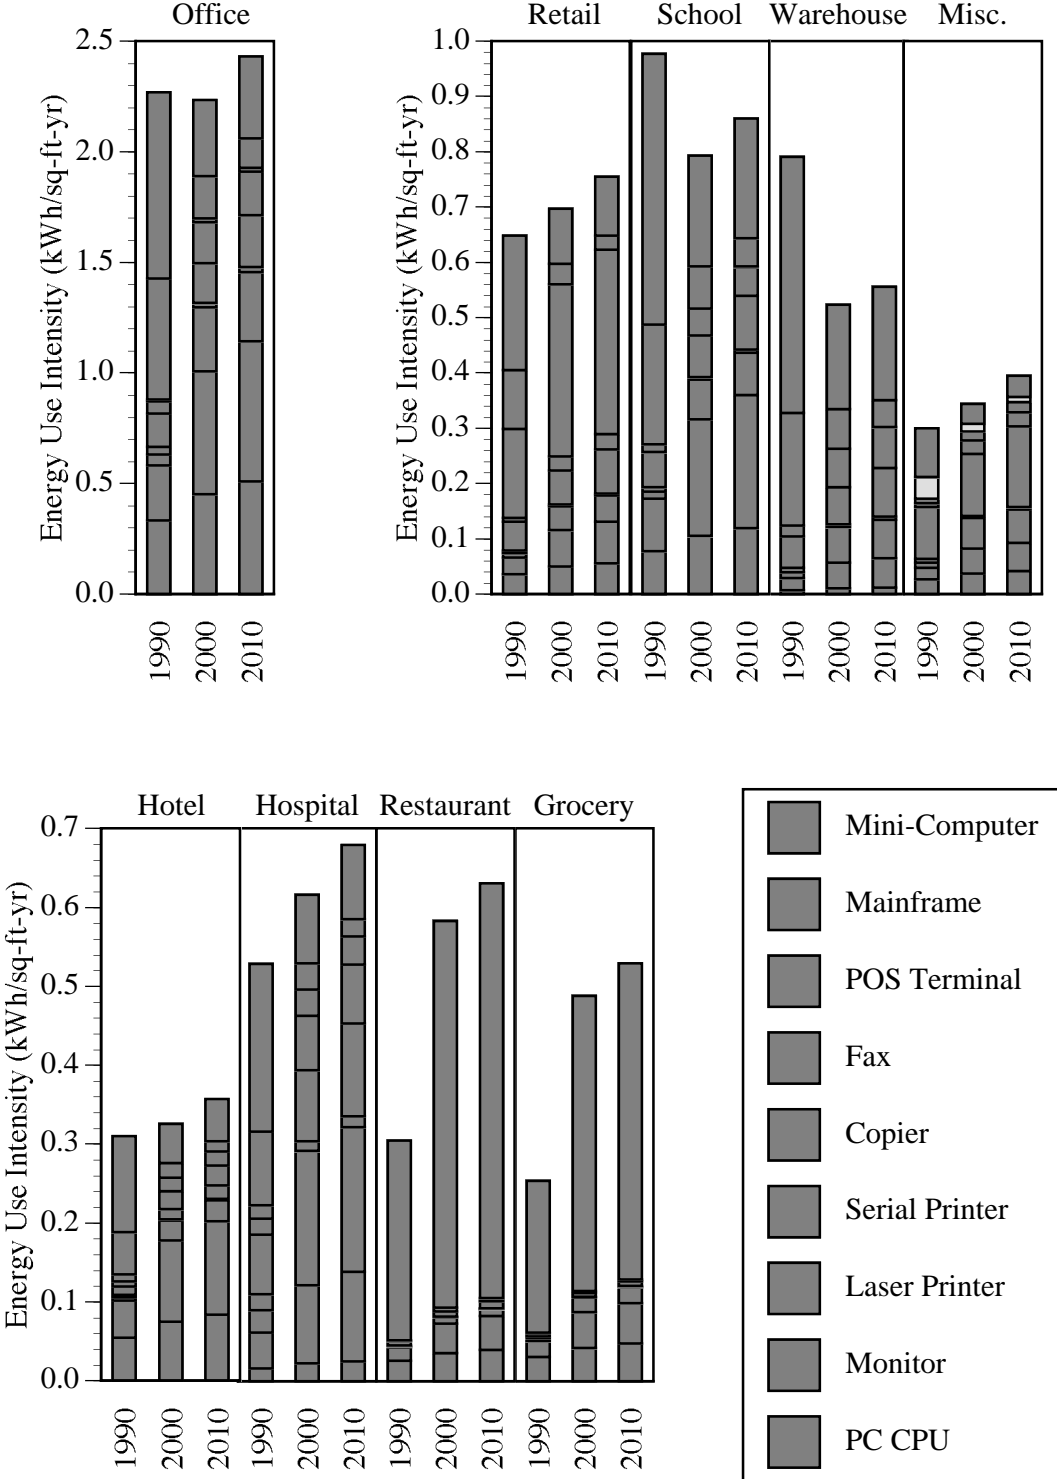 Office
Energy Use Intensity (kWh/sq-ft-yr)
2.5
2.0
1.5
1.0
0.5
0.0
1990 2000 2010
Retail School Warehouse Misc.
Energy Use Intensity (kWh/sq-ft-yr)
1.0
0.9
0.8
0.7
0.6
0.5
0.4
0.3
0.2
0.1
0.0
1990 2000 2010 1990 2000 2010 1990 2000 2010 1990 2000 2010
Hotel Hospital Restaurant Grocery
Energy Use Intensity (kWh/sq-ft-yr)
0.7
0.6
0.5
0.4
0.3
0.2
0.1
0.0
1990 2000 2010 1990 2000 2010 1990 2000 2010 1990 2000 2010
Mini-Computer
Mainframe
POS Terminal
Fax
Copier
Serial Printer
Laser Printer
Monitor
PC CPU